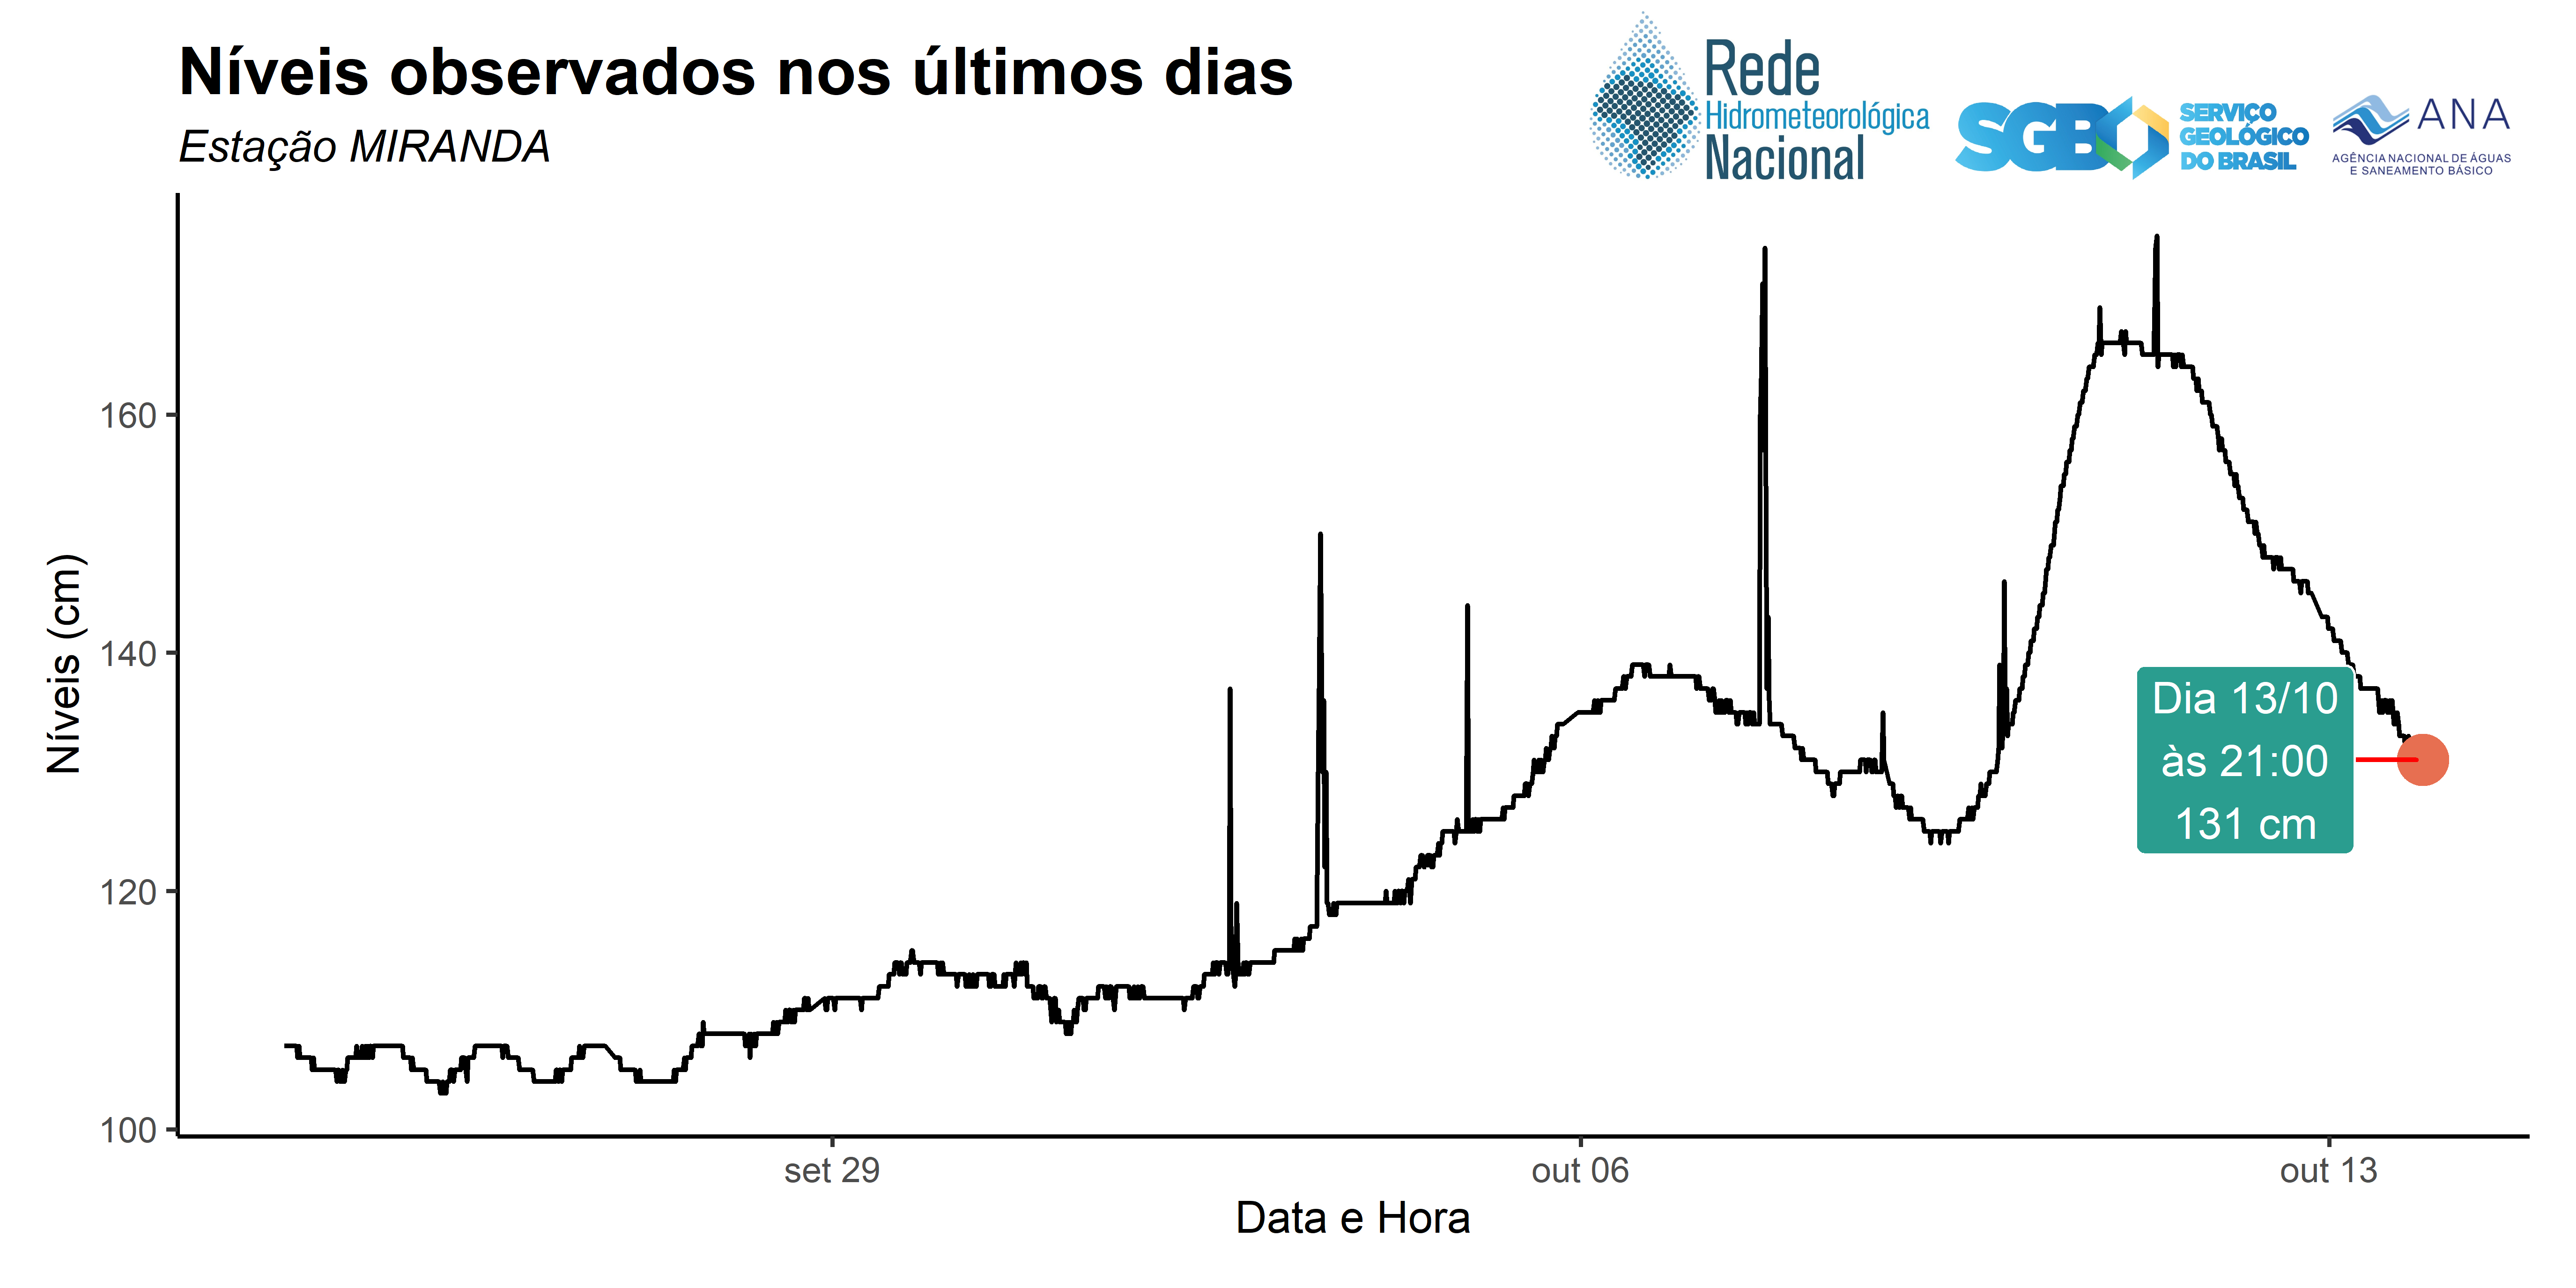 Níveis observados nos últimos dias
Estação MIRANDA
Rede
Hidrometeorológica
Nacional
SGB
SERVIÇO
GEOLÓGICO
DO BRASIL
ANA
AGÊNCIA NACIONAL DE ÁGUAS
E SANEAMENTO BÁSICO
Níveis (cm)
160
140
120
100
Dia 13/10
às 21:00
131 cm
set 29
out 06
out 13
Data e Hora